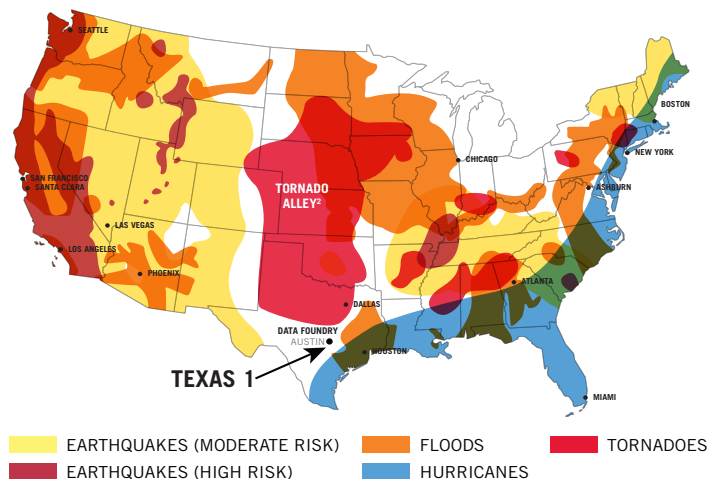 SEATTLE
BOSTON
NEW YORK
CHICAGO
SAN FRANCISCO
SANTA CLARA
TORNADO
ALLEY²
ASHBURN
LAS VEGAS
LOS ANGELES
PHOENIX
ATLANTA
DALLAS
DATA FOUNDRY
AUSTIN
HOUSTON
TEXAS 1
MIAMI
EARTHQUAKES (MODERATE RISK)
FLOODS
TORNADOES
EARTHQUAKES (HIGH RISK)
HURRICANES